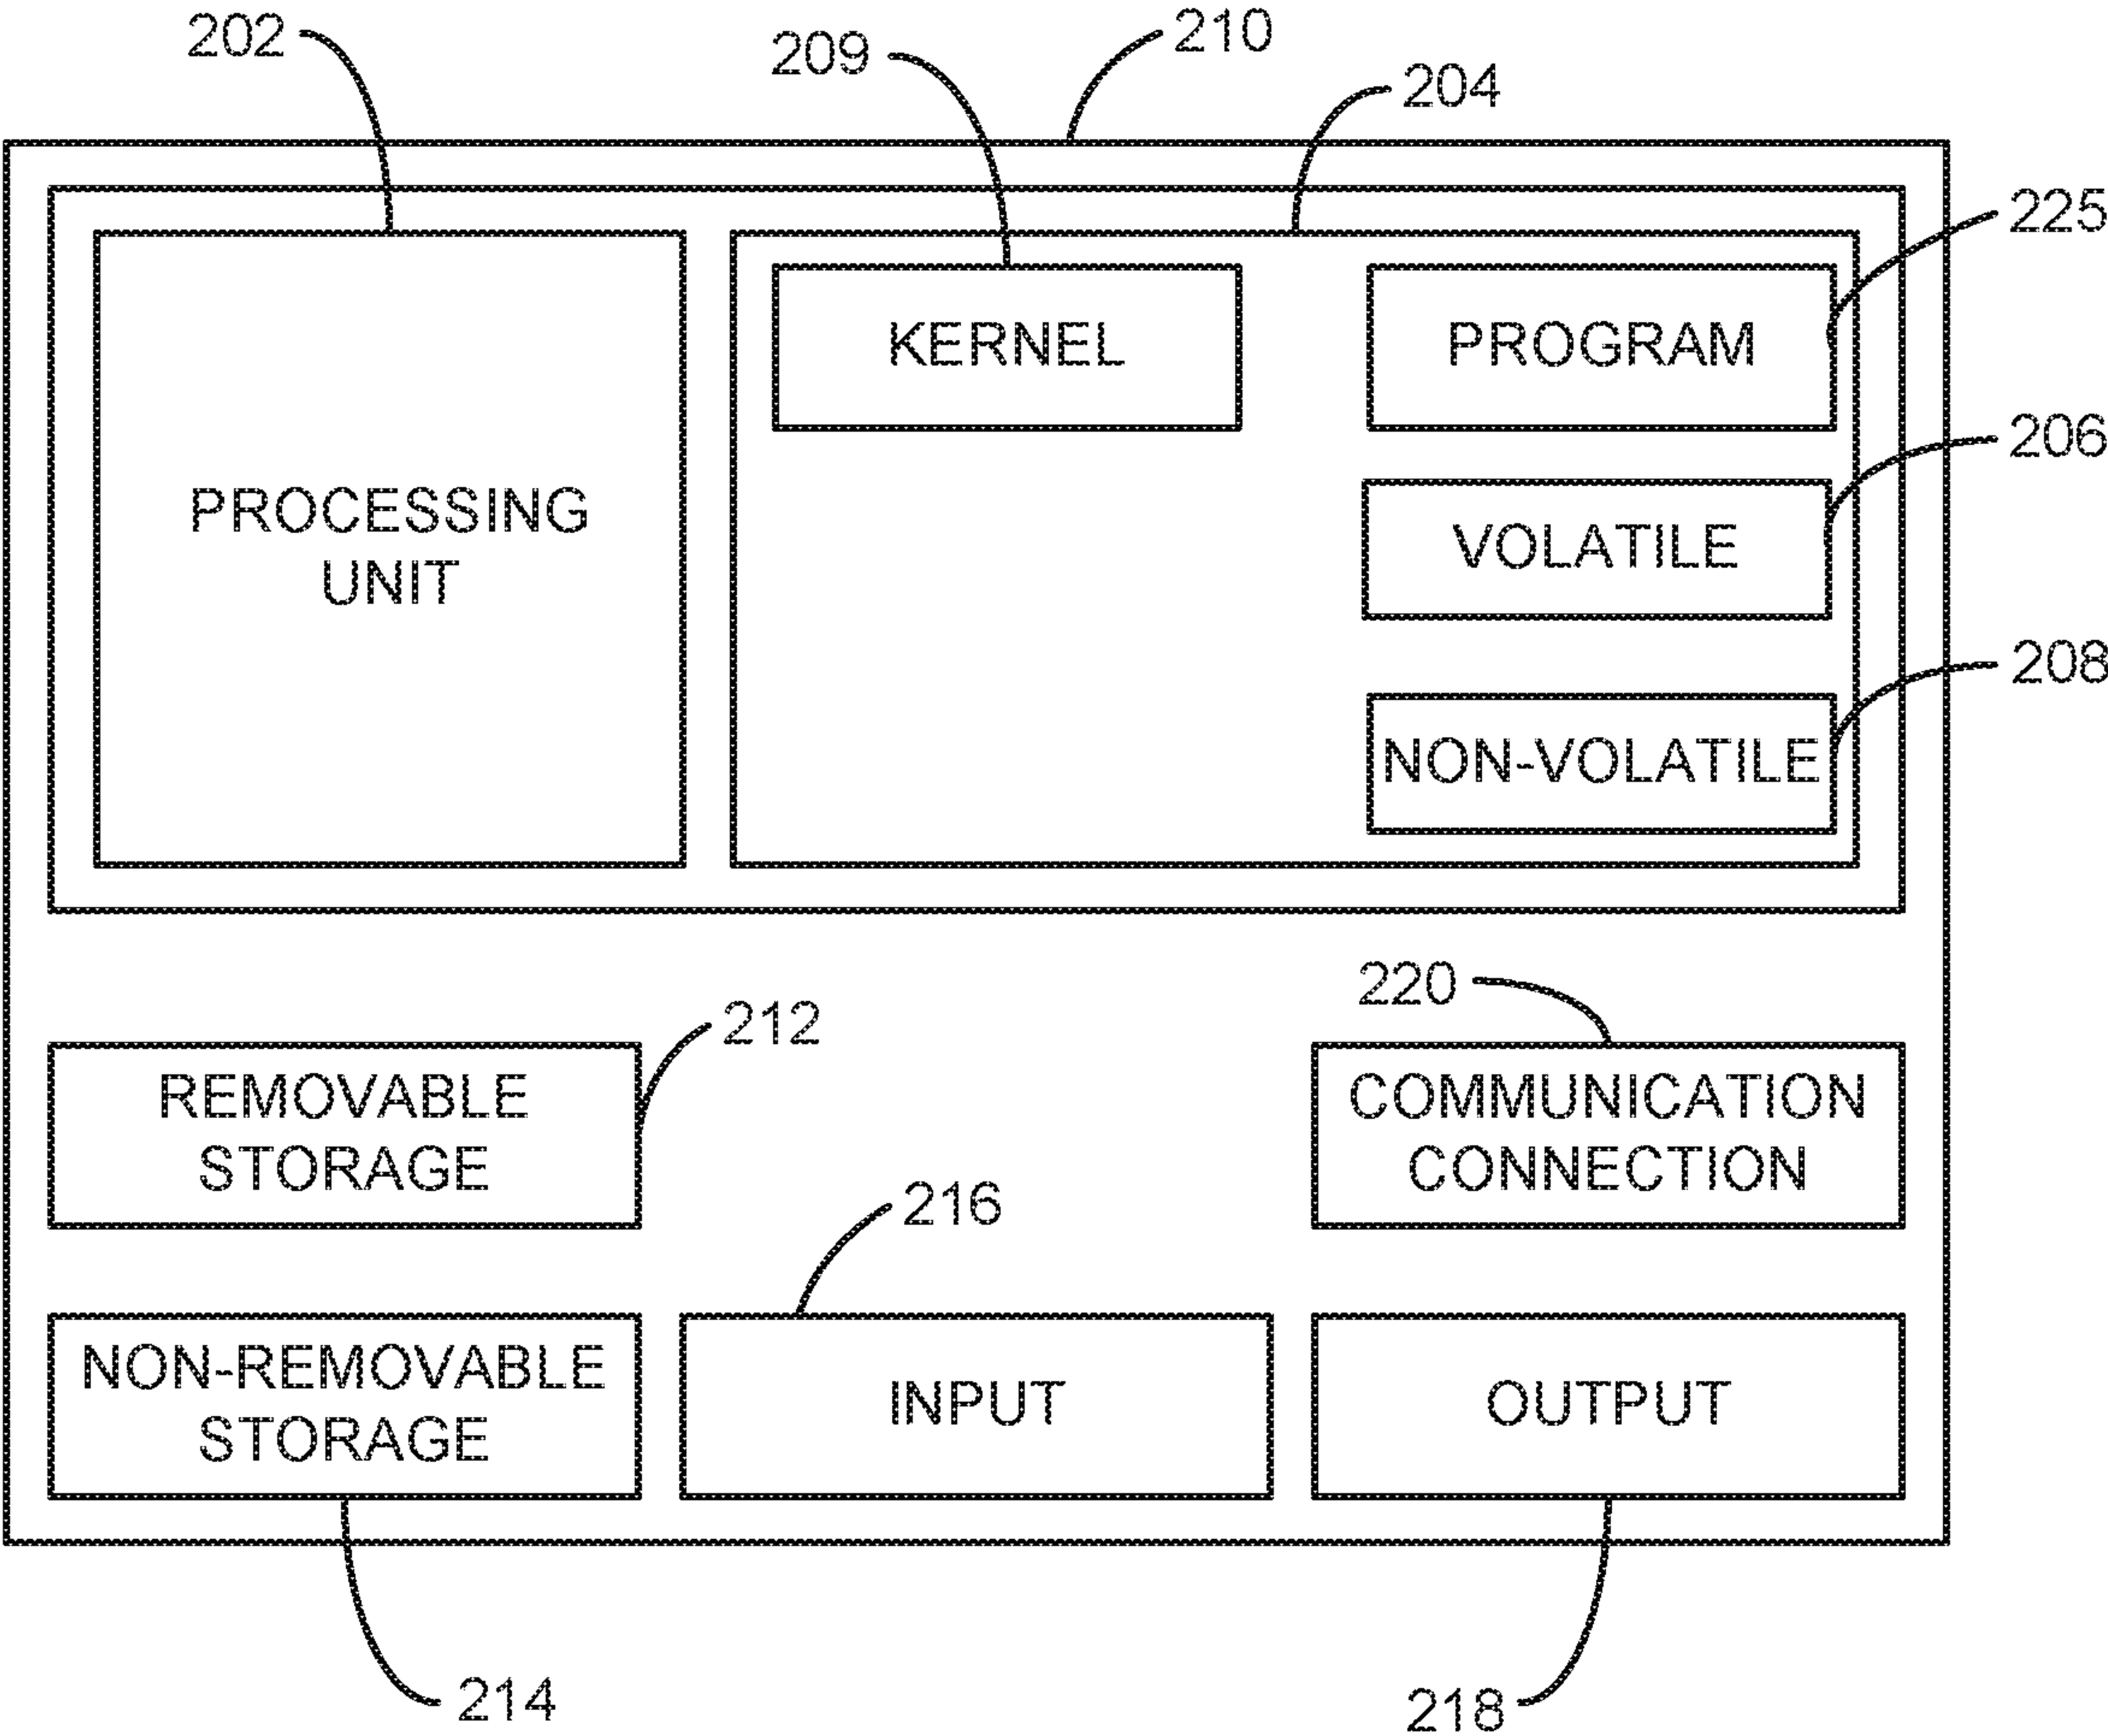 202
209
210
204
225
KERNEL
PROGRAM
206
PROCESSING
UNIT
VOLATILE
208
NON-VOLATILE
212
220
REMOVABLE
STORAGE
COMMUNICATION
CONNECTION
216
NON-REMOVABLE
STORAGE
INPUT
OUTPUT
214
218